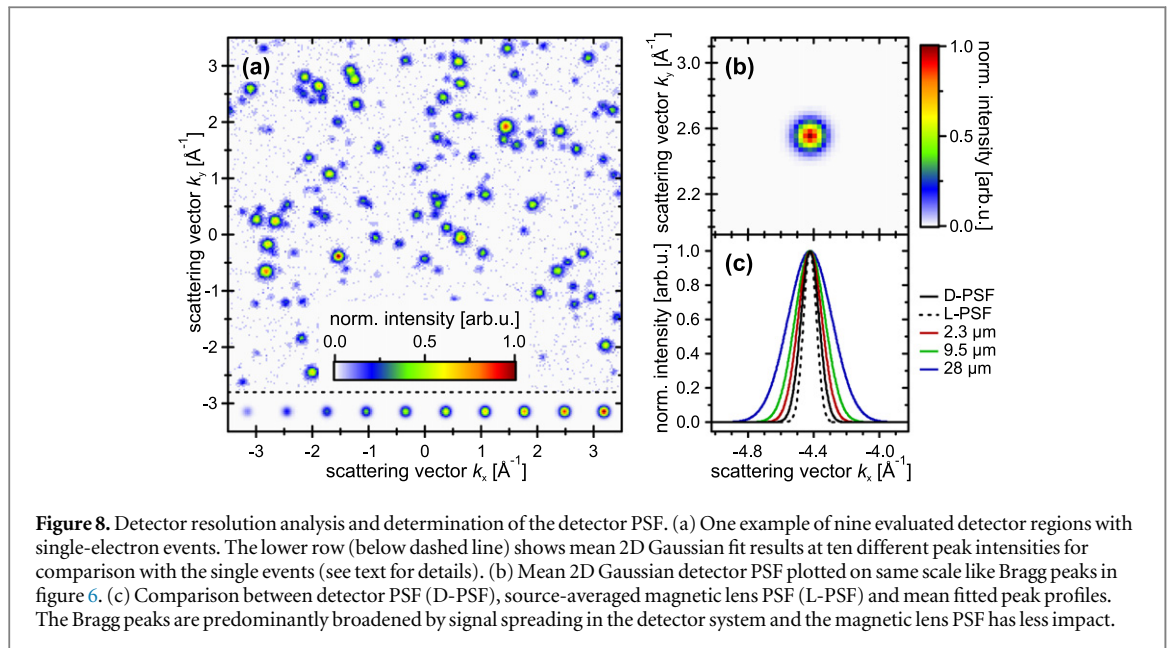 (a)
scattering vector ky [Å-1]
3
2
1
0
-1
-2
-3
norm. intensity [arb.u.]
0.0 0.5 1.0
-3 -2 -1 0 1 2 3
scattering vector kx [Å-1]
(b)
scattering vector ky [Å-1]
3.0
2.6
2.2
1.0
0.5
0.0
norm. intensity [arb.u.]
(c)
norm. intensity [arb.u.]
1.0
0.8
0.6
0.4
0.2
0.0
-4.8 -4.4 -4.0
scattering vector kx [Å-1]
D-PSF
L-PSF
2.3 µm
9.5 µm
28 µm
Figure 8. Detector resolution analysis and determination of the detector PSF. (a) One example of nine evaluated detector regions with
single-electron events. The lower row (below dashed line) shows mean 2D Gaussian fit results at ten different peak intensities for
comparison with the single events (see text for details). (b) Mean 2D Gaussian detector PSF plotted on same scale like Bragg peaks in
figure 6. (c) Comparison between detector PSF (D-PSF), source-averaged magnetic lens PSF (L-PSF) and mean fitted peak profiles.
The Bragg peaks are predominantly broadened by signal spreading in the detector system and the magnetic lens PSF has less impact.